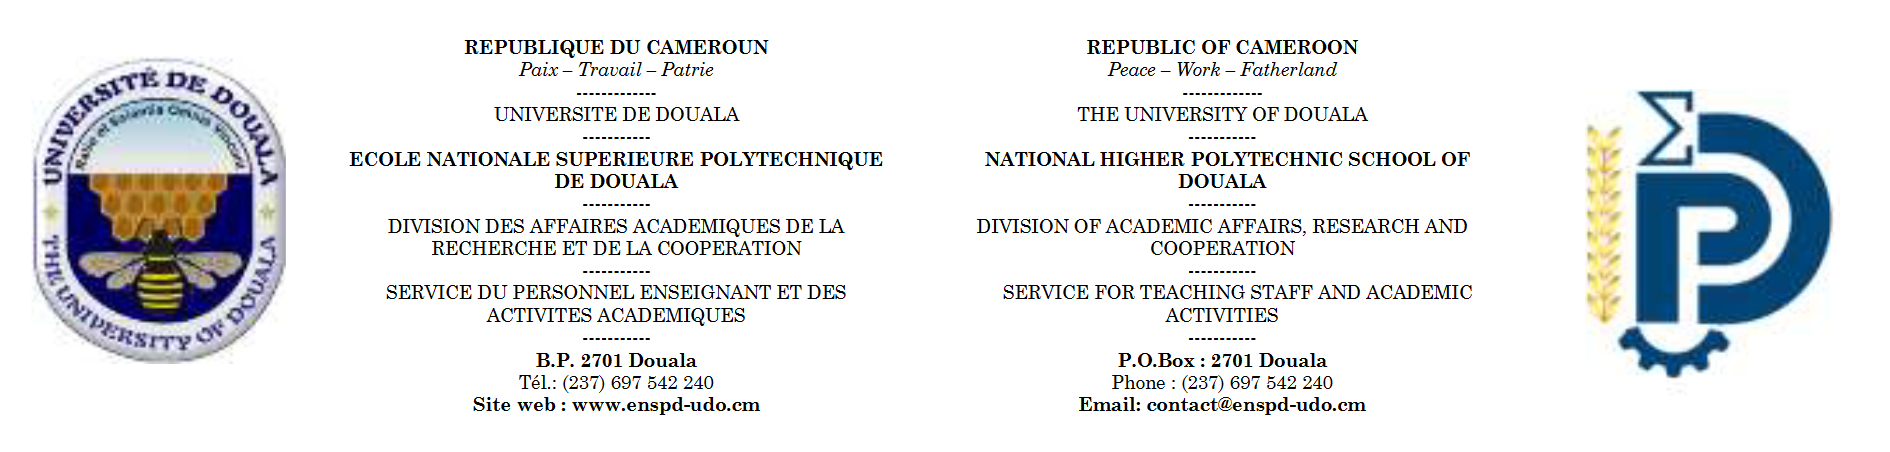 UNIVERSITÉ DE DOUALA
THE UNIVERSITY OF DOUALA
REPUBLIQUE DU CAMEROUN
Paix – Travail – Patrie
-------------
UNIVERSITE DE DOUALA
-----------
ECOLE NATIONALE SUPERIEURE POLYTECHNIQUE
DE DOUALA
-----------
DIVISION DES AFFAIRES ACADEMIQUES DE LA
RECHERCHE ET DE LA COOPERATION
-----------
SERVICE DU PERSONNEL ENSEIGNANT ET DES
ACTIVITES ACADEMIQUES
-----------
B.P. 2701 Douala
Tél.: (237) 697 542 240
Site web : www.enspd-udo.cm
REPUBLIC OF CAMEROON
Peace – Work – Fatherland
-------------
THE UNIVERSITY OF DOUALA
-----------
NATIONAL HIGHER POLYTECHNIC SCHOOL OF
DOUALA
-----------
DIVISION OF ACADEMIC AFFAIRS, RESEARCH AND
COOPERATION
-----------
SERVICE FOR TEACHING STAFF AND ACADEMIC
ACTIVITIES
-----------
P.O.Box : 2701 Douala
Phone : (237) 697 542 240
Email: contact@enspd-udo.cm
Σ
P
D